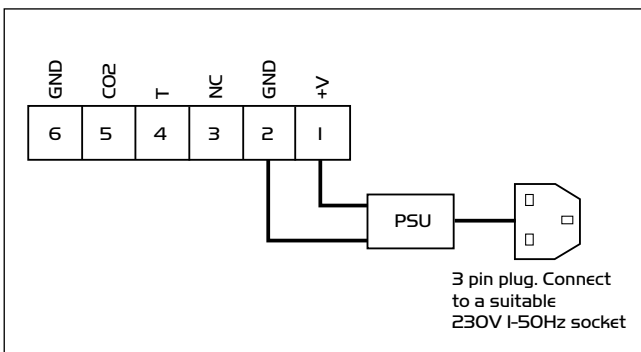 GND CO2 T NC GND +V
6 5 4 3 2 1
PSU
3 pin plug. Connect
to a suitable
230V 1-50Hz socket